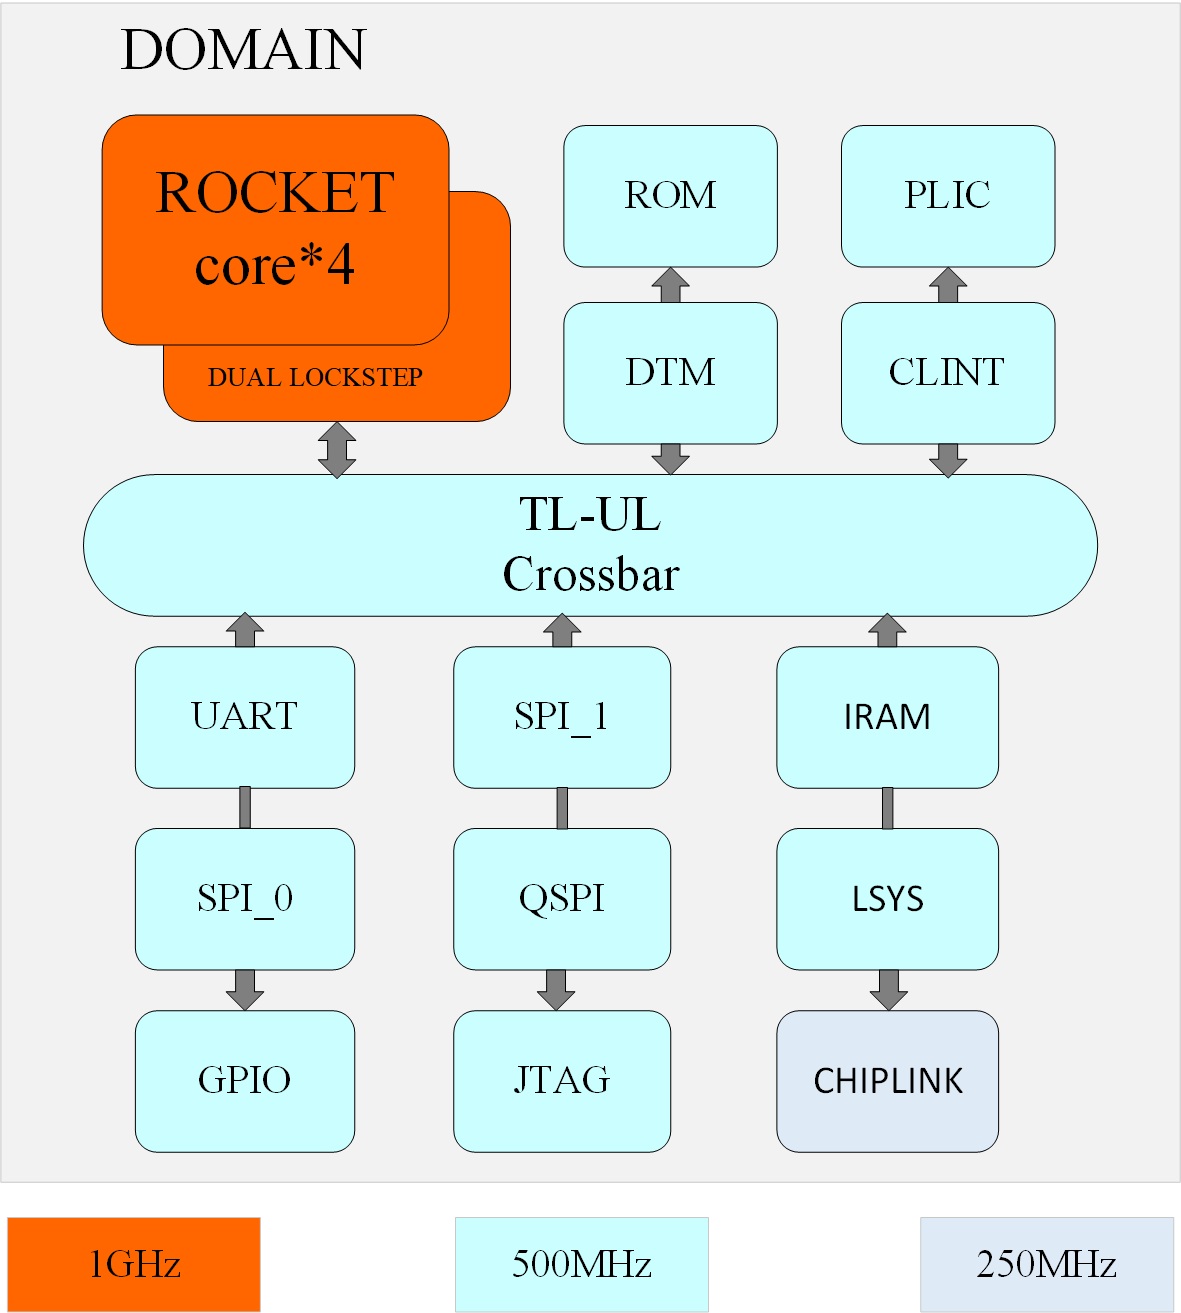 DOMAIN
ROCKET
core*4
DUAL LOCKSTEP
ROM
PLIC
DTM
CLINT
TL-UL
Crossbar
UART
SPI_1
IRAM
SPI_0
QSPI
LSYS
GPIO
JTAG
CHIPLINK
1GHz
500MHz
250MHz